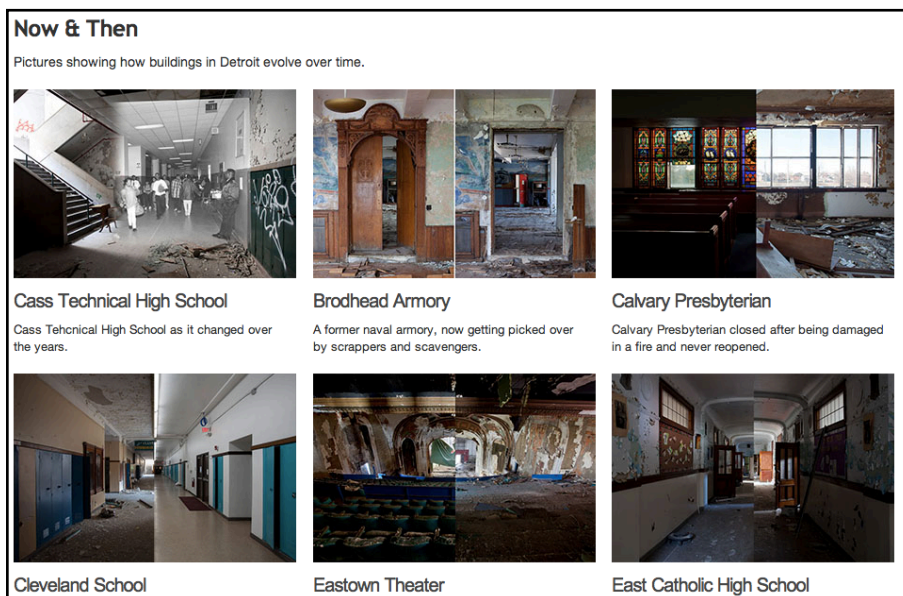 Now & Then
Pictures showing how buildings in Detroit evolve over time.
Cass Technical High School
Brodhead Armory
Calvary Presbyterian
Cass Tehcnical High School as it changed over
the years.
A former naval armory, now getting picked over
by scrappers and scavengers.
Calvary Presbyterian closed after being damaged
in a fire and never reopened.
Cleveland School
Eastown Theater
East Catholic High School